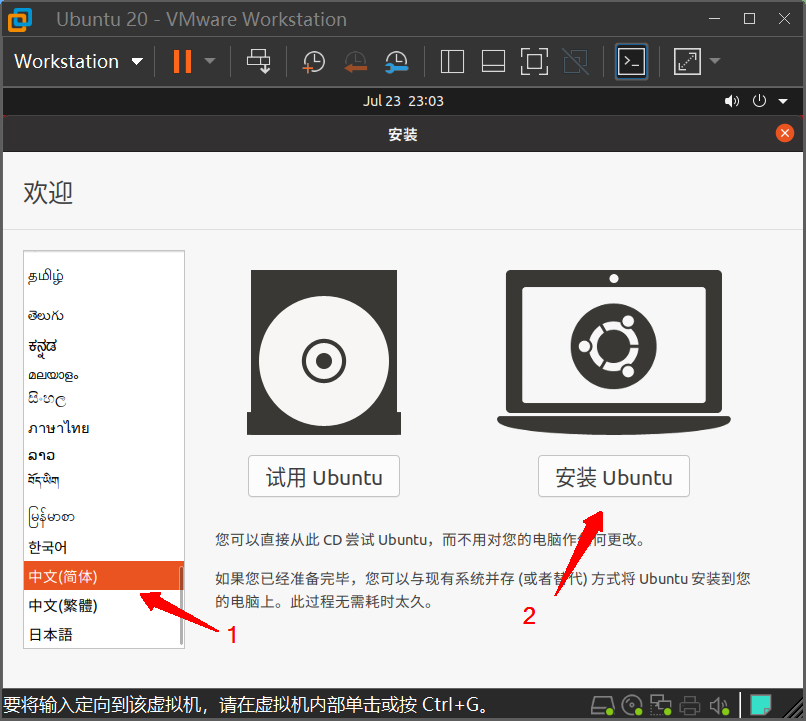 Ubuntu 20 - VMware Workstation
Workstation
Jul 23 23:03
安装
欢迎
தமிழ்
తెలుగు
ಕನ್ನಡ
മലയാളം
සිංහල
ภาษาไทย
ລາວ
བོད་ཡིག
မြန်မာစာ
한국어
中文(简体)
中文(繁體)
日本語
试用 Ubuntu
安装 Ubuntu
您可以直接从此 CD 尝试 Ubuntu，而不用对您的电脑作任何更改。
如果您已经准备完毕，您可以与现有系统并存 (或者替代) 方式将 Ubuntu 安装到您
的电脑上。此过程无需耗时太久。
1
2
要将输入定向到该虚拟机，请在虚拟机内部单击或按 Ctrl+G。